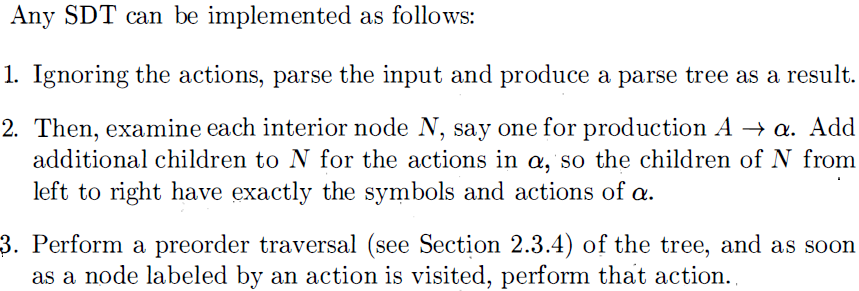 Any SDT can be implemented as follows:
1. Ignoring the actions, parse the input and produce a parse tree as a result.
2. Then, examine each interior node N, say one for production A → α. Add
additional children to N for the actions in α, so the children of N from
left to right have exactly the symbols and actions of α.
3. Perform a preorder traversal (see Section 2.3.4) of the tree, and as soon
as a node labeled by an action is visited, perform that action.